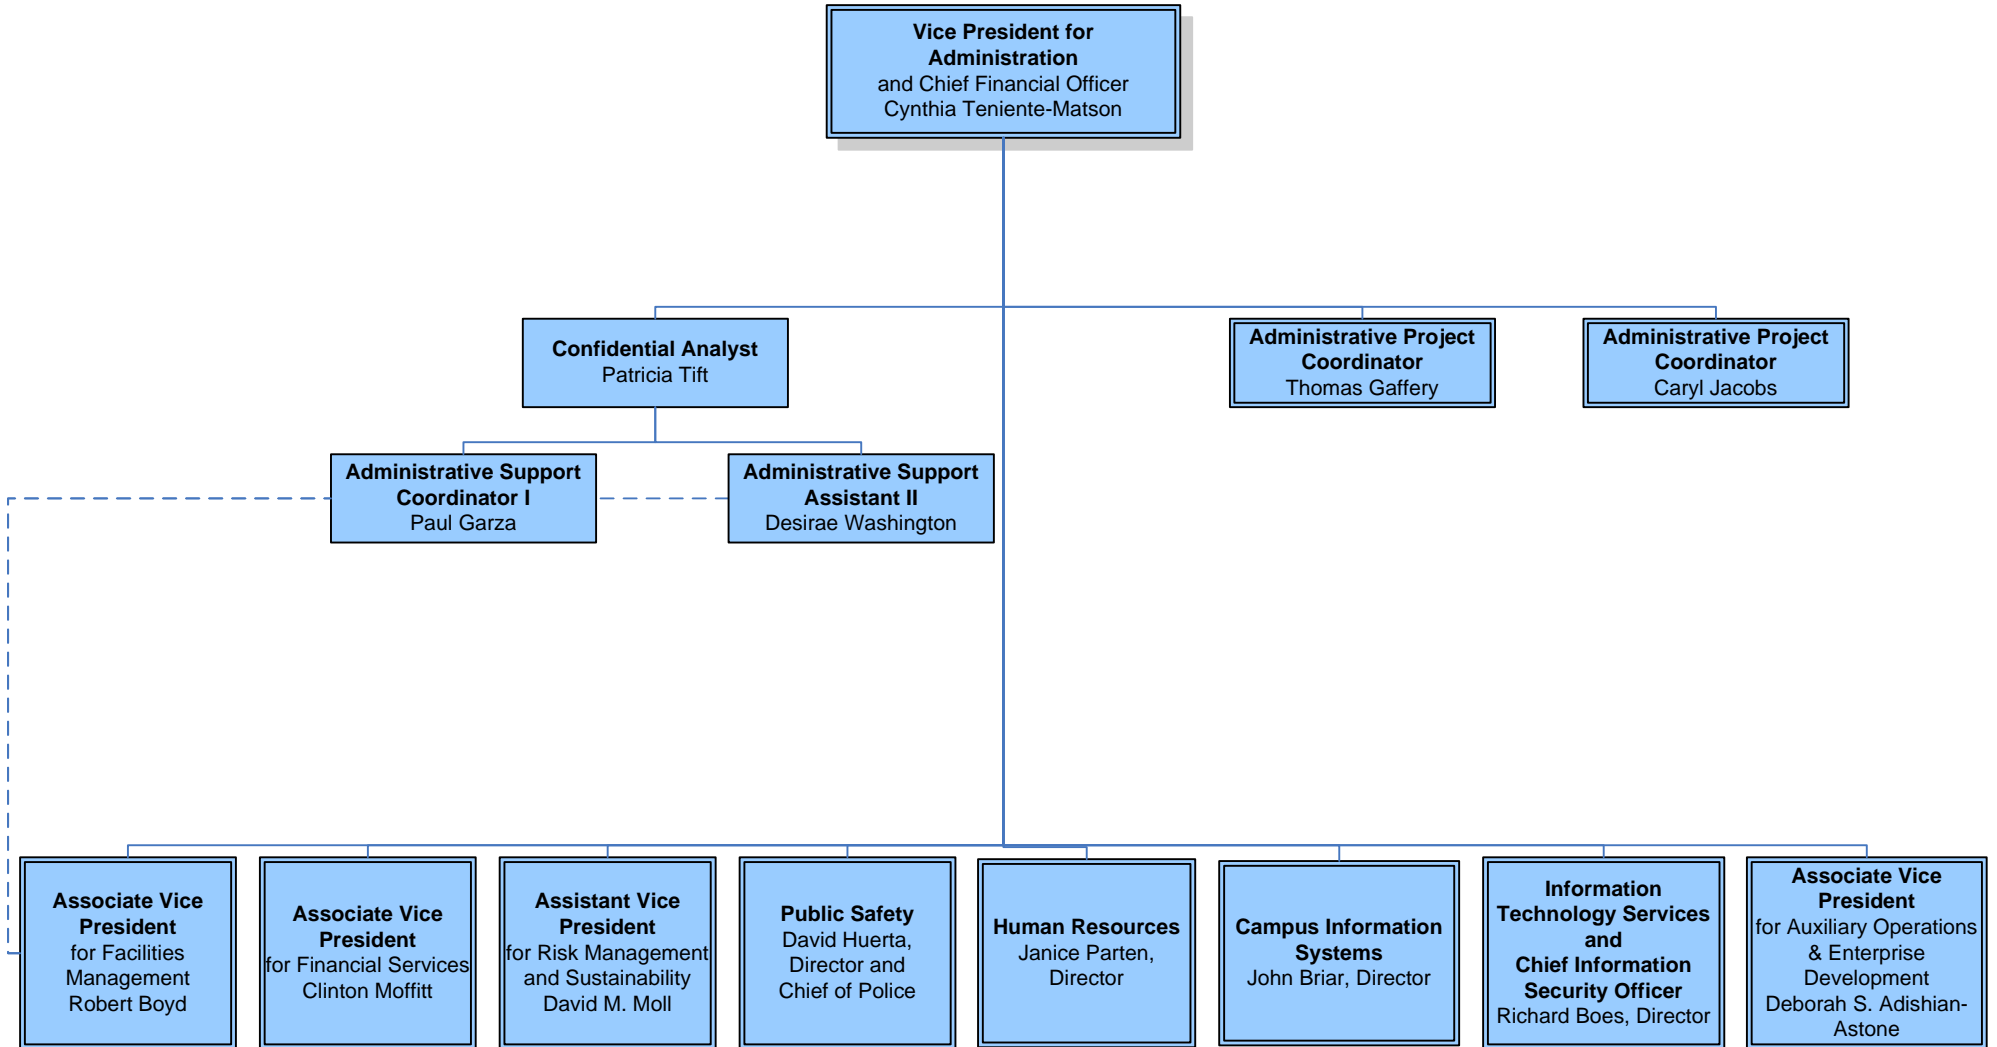 Vice President for
Administration
and Chief Financial Officer
Cynthia Teniente-Matson
Confidential Analyst
Patricia Tift
Administrative Project
Coordinator
Thomas Gaffery
Administrative Project
Coordinator
Caryl Jacobs
Administrative Support
Coordinator I
Paul Garza
Administrative Support
Assistant II
Desirae Washington
Associate Vice
President
for Facilities
Management
Robert Boyd
Associate Vice
President
for Financial Services
Clinton Moffitt
Assistant Vice
President
for Risk Management
and Sustainability
David M. Moll
Public Safety
David Huerta,
Director and
Chief of Police
Human Resources
Janice Parten,
Director
Campus Information
Systems
John Briar, Director
Information
Technology Services
and
Chief Information
Security Officer
Richard Boes, Director
Associate Vice
President
for Auxiliary Operations
& Enterprise
Development
Deborah S. Adishian-
Astone